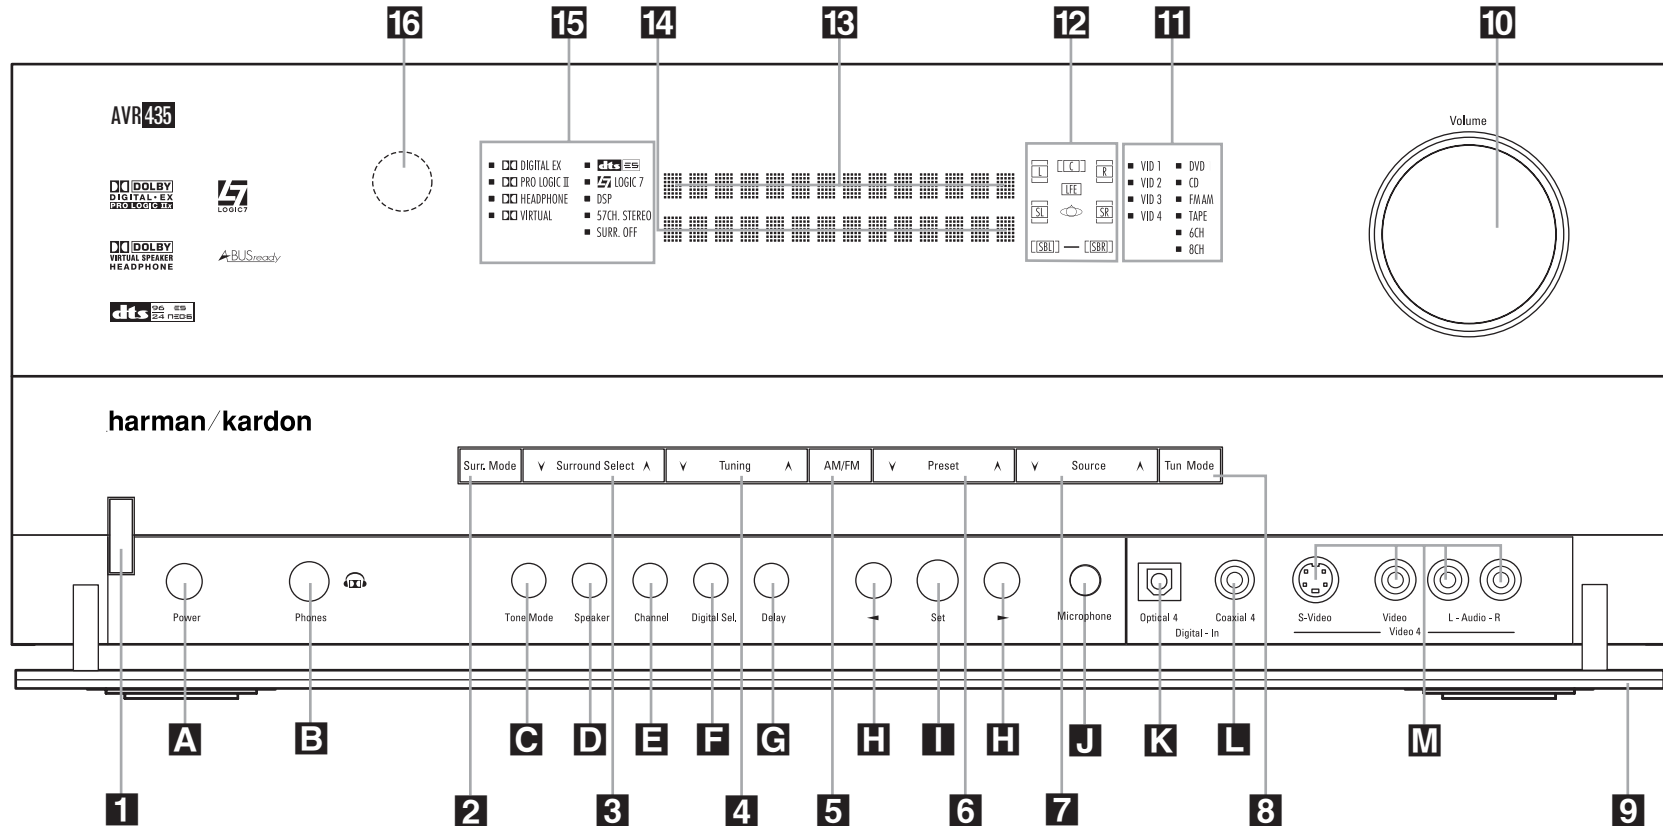 16 15 14 13 12 11 10
AVR 435
Volume
DIGITAL EX
PRO LOGIC II
HEADPHONE
VIRTUAL
dts ES
LOGIC 7
DSP
57CH. STEREO
SURR. OFF
L C R
LFE
SL SR
SBL SBR
VID 1
VID 2
VID 3
VID 4
DVD
CD
FM AM
TAPE
6CH
8CH
DOLBY
DIGITAL·EX
PRO LOGIC IIx
LOGIC7
DOLBY
VIRTUAL SPEAKER
HEADPHONE
A BUS ready
dts 96 ES
24 NEO:6
harman/kardon
Surr. Mode Surround Select Tuning AM/FM Preset Source Tun Mode
Power Phones Tone Mode Speaker Channel Digital Sel. Delay Set Microphone
Optical 4 Coaxial 4
Digital - In
S-Video Video L - Audio - R
Video 4
A B C D E F G H I H J K L M
1 2 3 4 5 6 7 8 9